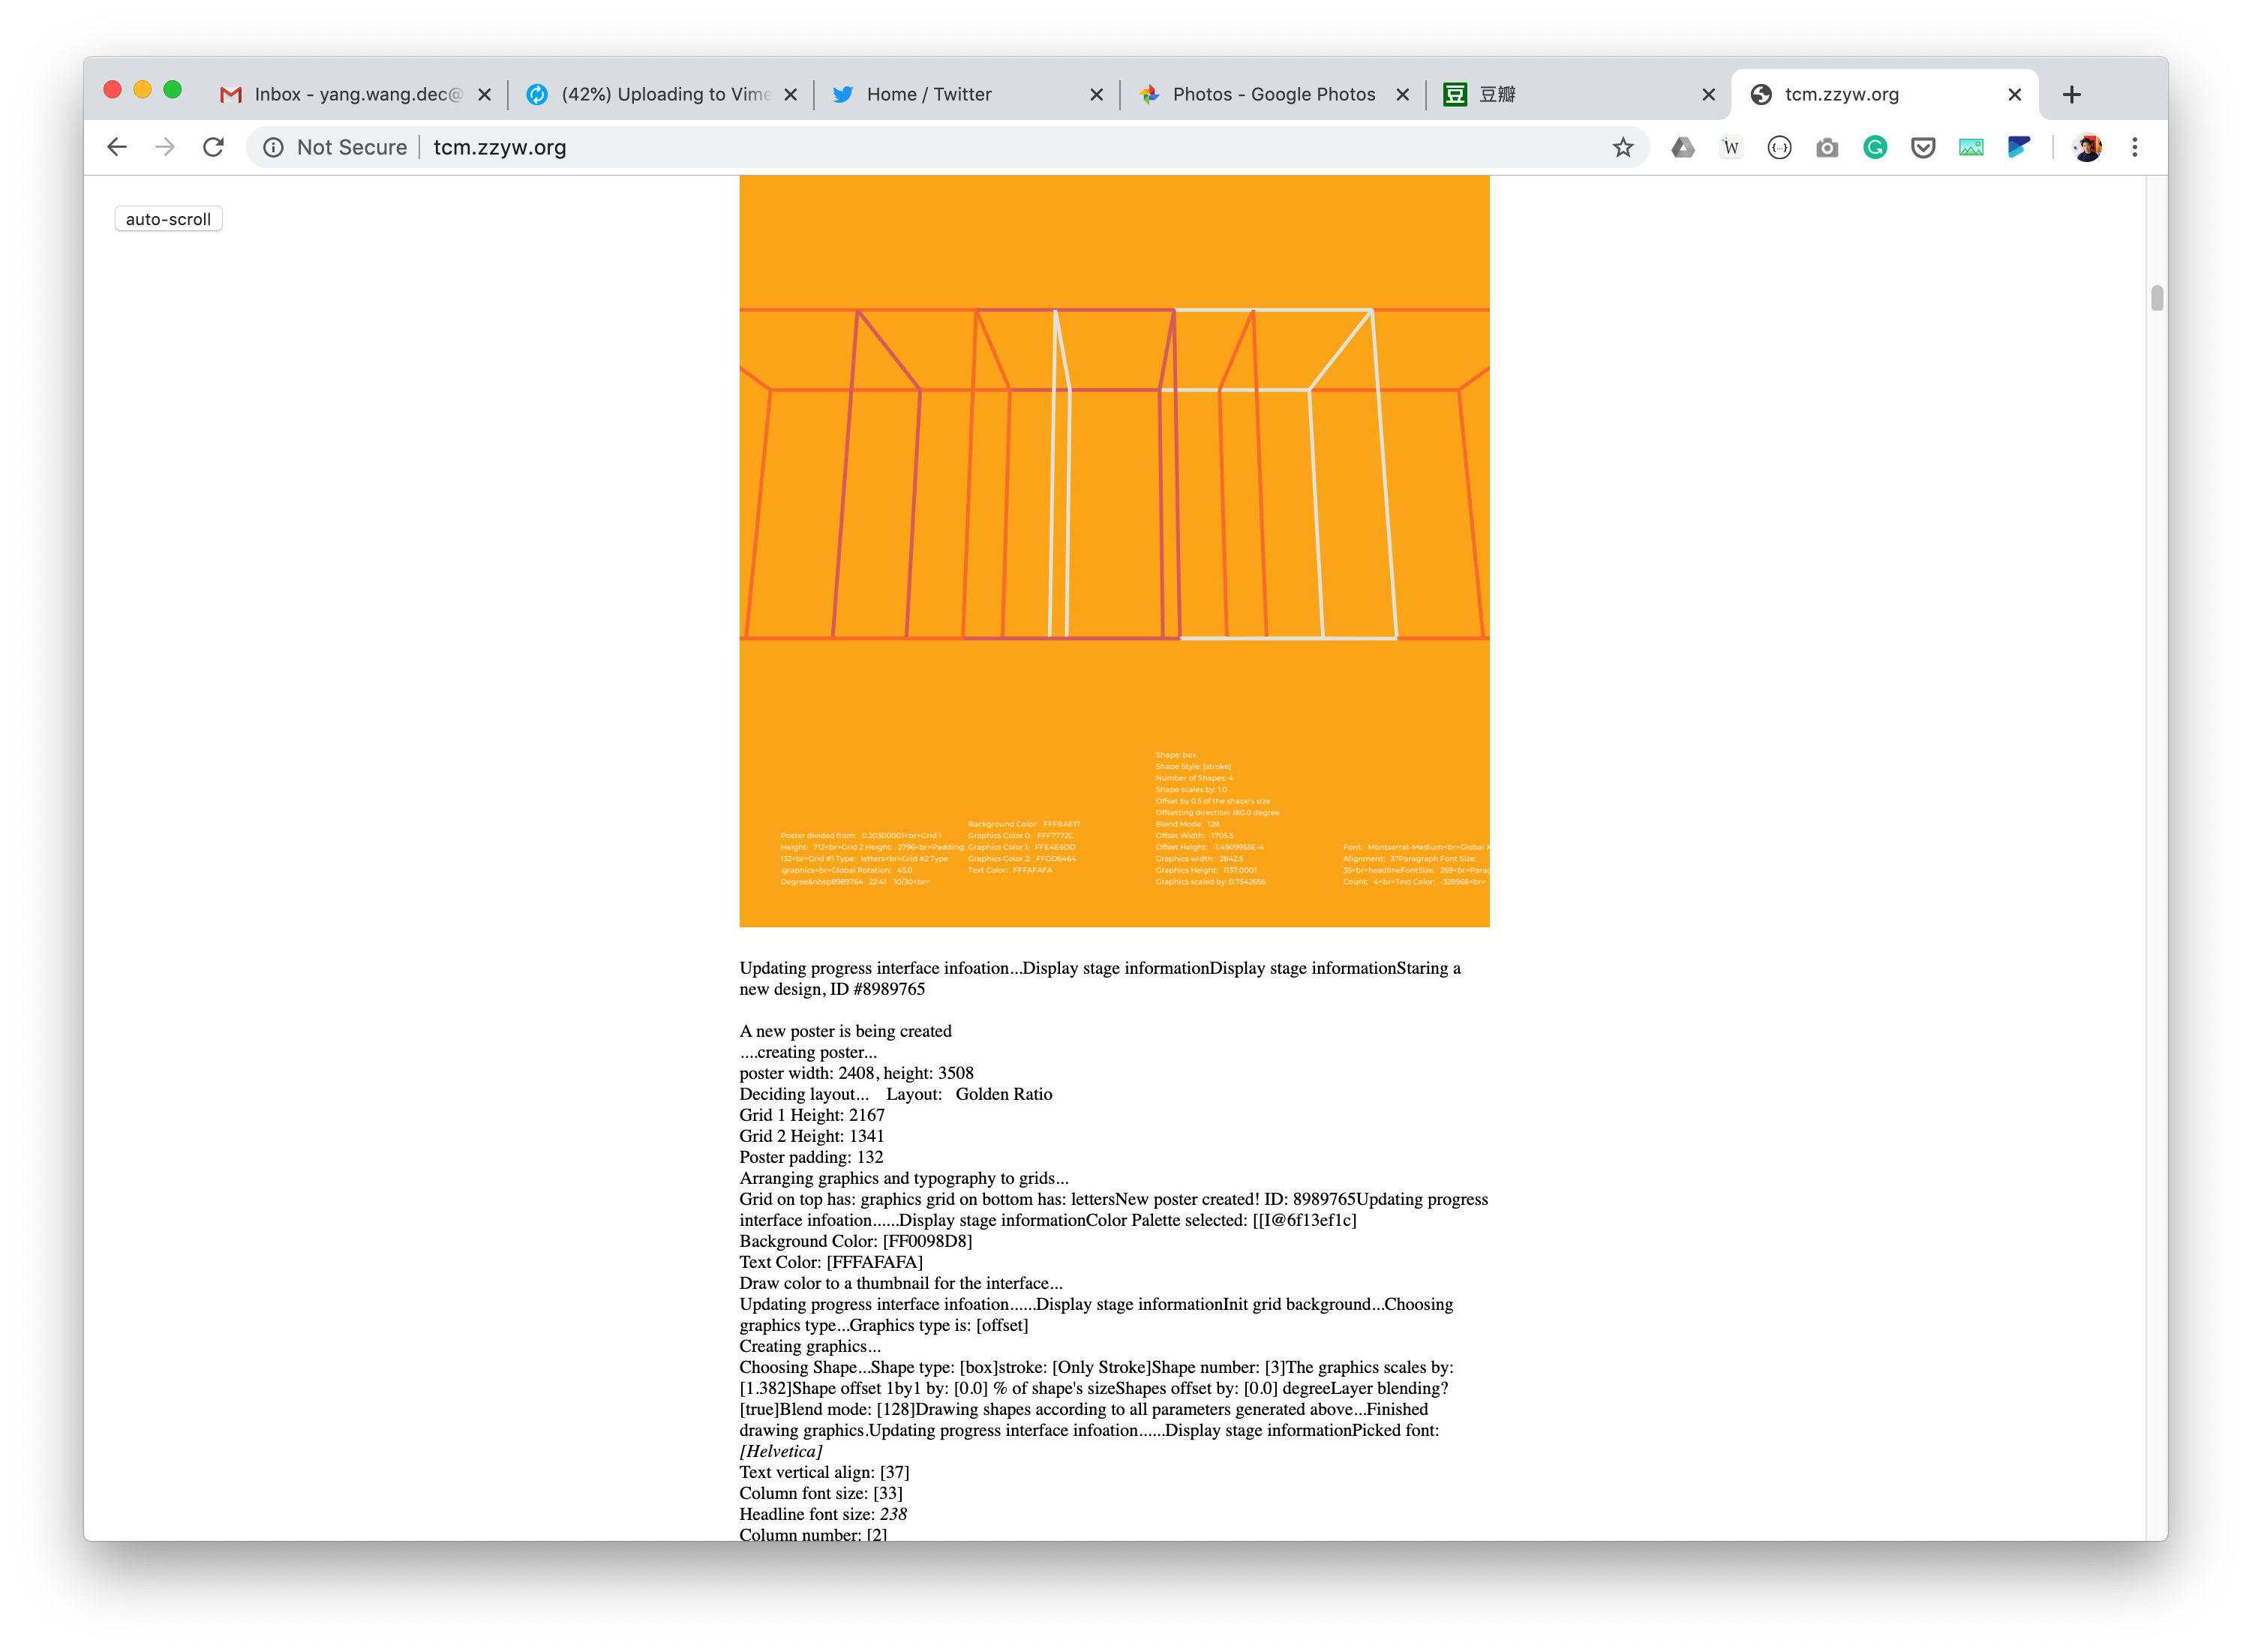 Inbox - yang.wang.dec@
(42%) Uploading to Vime
Home / Twitter
Photos - Google Photos
豆 豆瓣
tcm.zzyw.org
Not Secure
tcm.zzyw.org
auto-scroll
Shape: box
Shape Style: [stroke]
Number of Shapes: 4
Shape scales by: 1.0
Offset by 0.5 of the shape's size
Offsetting direction: 180.0 degree
Blend Mode: 128
Offset Width: -1705.5
Offset Height: -1.4909955E-4
Graphics width: 2842.5
Graphics Height: 1137.0001
Graphics scaled by: 0.7542656
Poster divided from: 0.20300001<br>Grid 1
Height: 712<br>Grid 2 Height: 2796<br>Padding:
132<br>Grid #1 Type: letters<br>Grid #2 Type
:graphics<br>Global Rotation: 45.0
Degree&nbsp8989764 22:41 10/30<br>
Background Color: FFFBAE17
Graphics Color 0: FFF7772C
Graphics Color 1: FFE4E6DD
Graphics Color 2: FFDD6464
Text Color: FFFAFAFA
Font: Montserrat-Medium<br>Global
Alignment: 37Paragraph Font Size:
35<br>headlineFontSize: 269<br>Parag
Count: 4<br>Text Color: -328966<br>
Updating progress interface infoation...Display stage informationDisplay stage informationStaring a
new design, ID #8989765
A new poster is being created
....creating poster...
poster width: 2408, height: 3508
Deciding layout... Layout: Golden Ratio
Grid 1 Height: 2167
Grid 2 Height: 1341
Poster padding: 132
Arranging graphics and typography to grids...
Grid on top has: graphics grid on bottom has: lettersNew poster created! ID: 8989765Updating progress
interface infoation......Display stage informationColor Palette selected: [[I@6f13ef1c]
Background Color: [FF0098D8]
Text Color: [FFFAFAFA]
Draw color to a thumbnail for the interface...
Updating progress interface infoation......Display stage informationInit grid background...Choosing
graphics type...Graphics type is: [offset]
Creating graphics...
Choosing Shape...Shape type: [box]stroke: [Only Stroke]Shape number: [3]The graphics scales by:
[1.382]Shape offset 1by1 by: [0.0] % of shape's sizeShapes offset by: [0.0] degreeLayer blending?
[true]Blend mode: [128]Drawing shapes according to all parameters generated above...Finished
drawing graphics.Updating progress interface infoation......Display stage informationPicked font:
[Helvetica]
Text vertical align: [37]
Column font size: [33]
Headline font size: 238
Column number: [2]